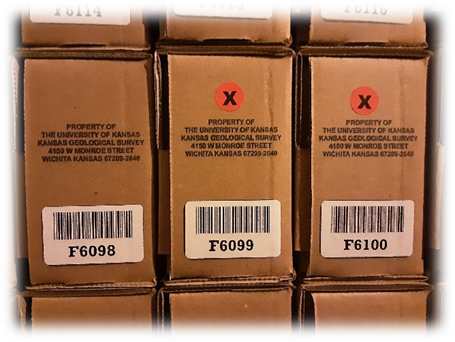 F6114
F6116
PROPERTY OF
THE UNIVERSITY OF KANSAS
KANSAS GEOLOGICAL SURVEY
4150 W MONROE STREET
WICHITA KANSAS 67209-2640
F6098
X
PROPERTY OF
THE UNIVERSITY OF KANSAS
KANSAS GEOLOGICAL SURVEY
4150 W MONROE STREET
WICHITA KANSAS 67209-2640
F6099
X
PROPERTY OF
THE UNIVERSITY OF KANSAS
KANSAS GEOLOGICAL SURVEY
4150 W MONROE STREET
WICHITA KANSAS 67209-2640
F6100